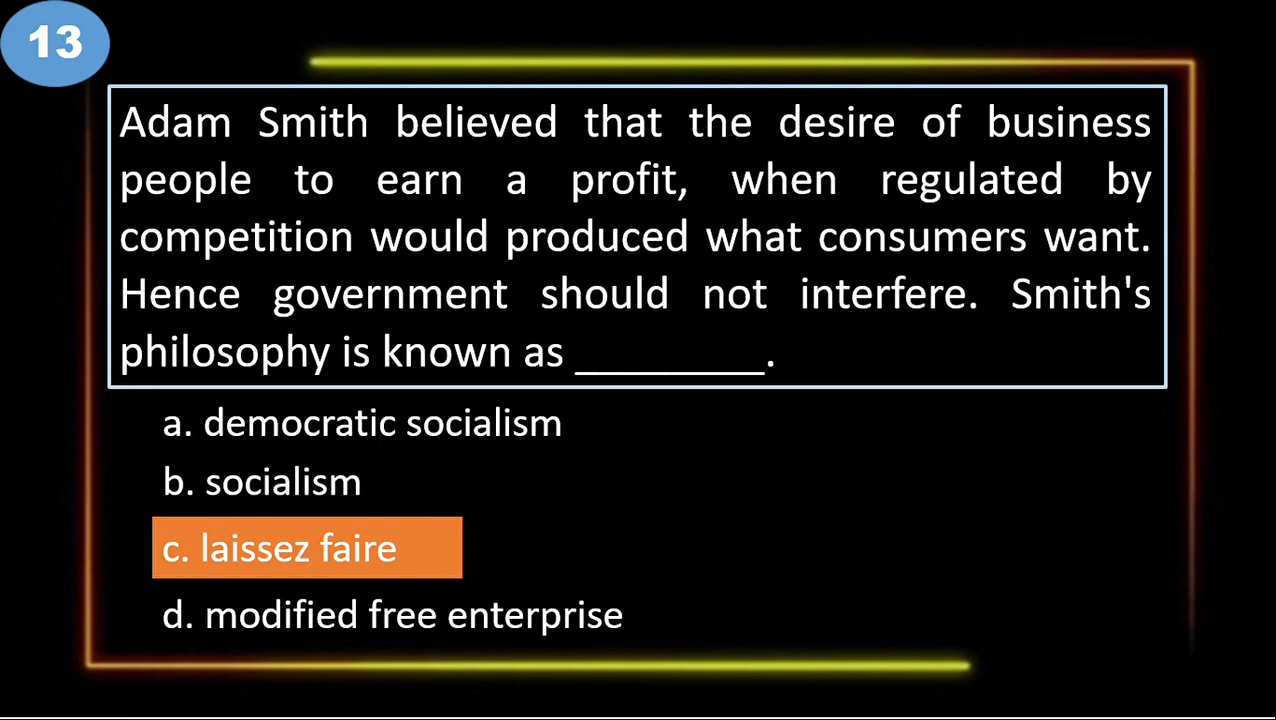 13
Adam Smith believed that the desire of business
people to earn a profit, when regulated by
competition would produced what consumers want.
Hence government should not interfere. Smith's
philosophy is known as ________.
a. democratic socialism
b. socialism
c. laissez faire
d. modified free enterprise